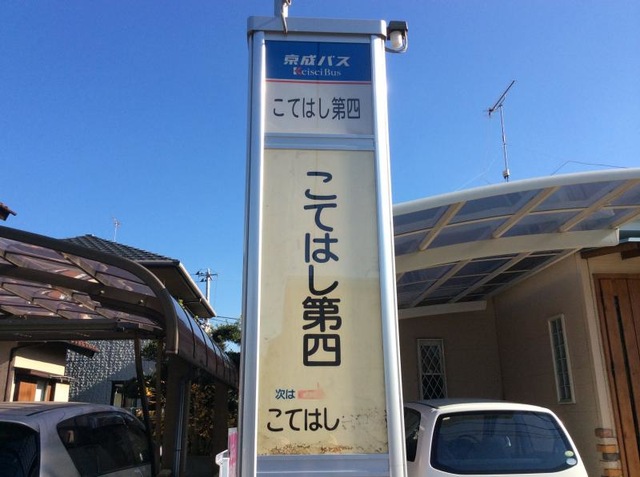 京成バス
KeiseiBus
こてはし第四
こてはし第四
次は
こてはし